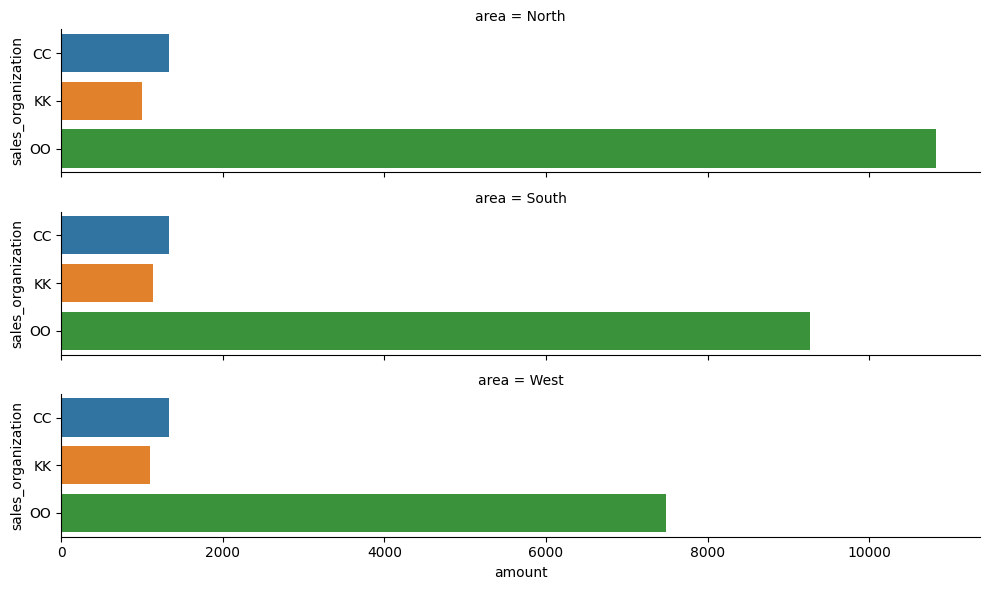 area = North
sales_organization
CC
KK
OO
area = South
sales_organization
CC
KK
OO
area = West
sales_organization
CC
KK
OO
0 2000 4000 6000 8000 10000
amount